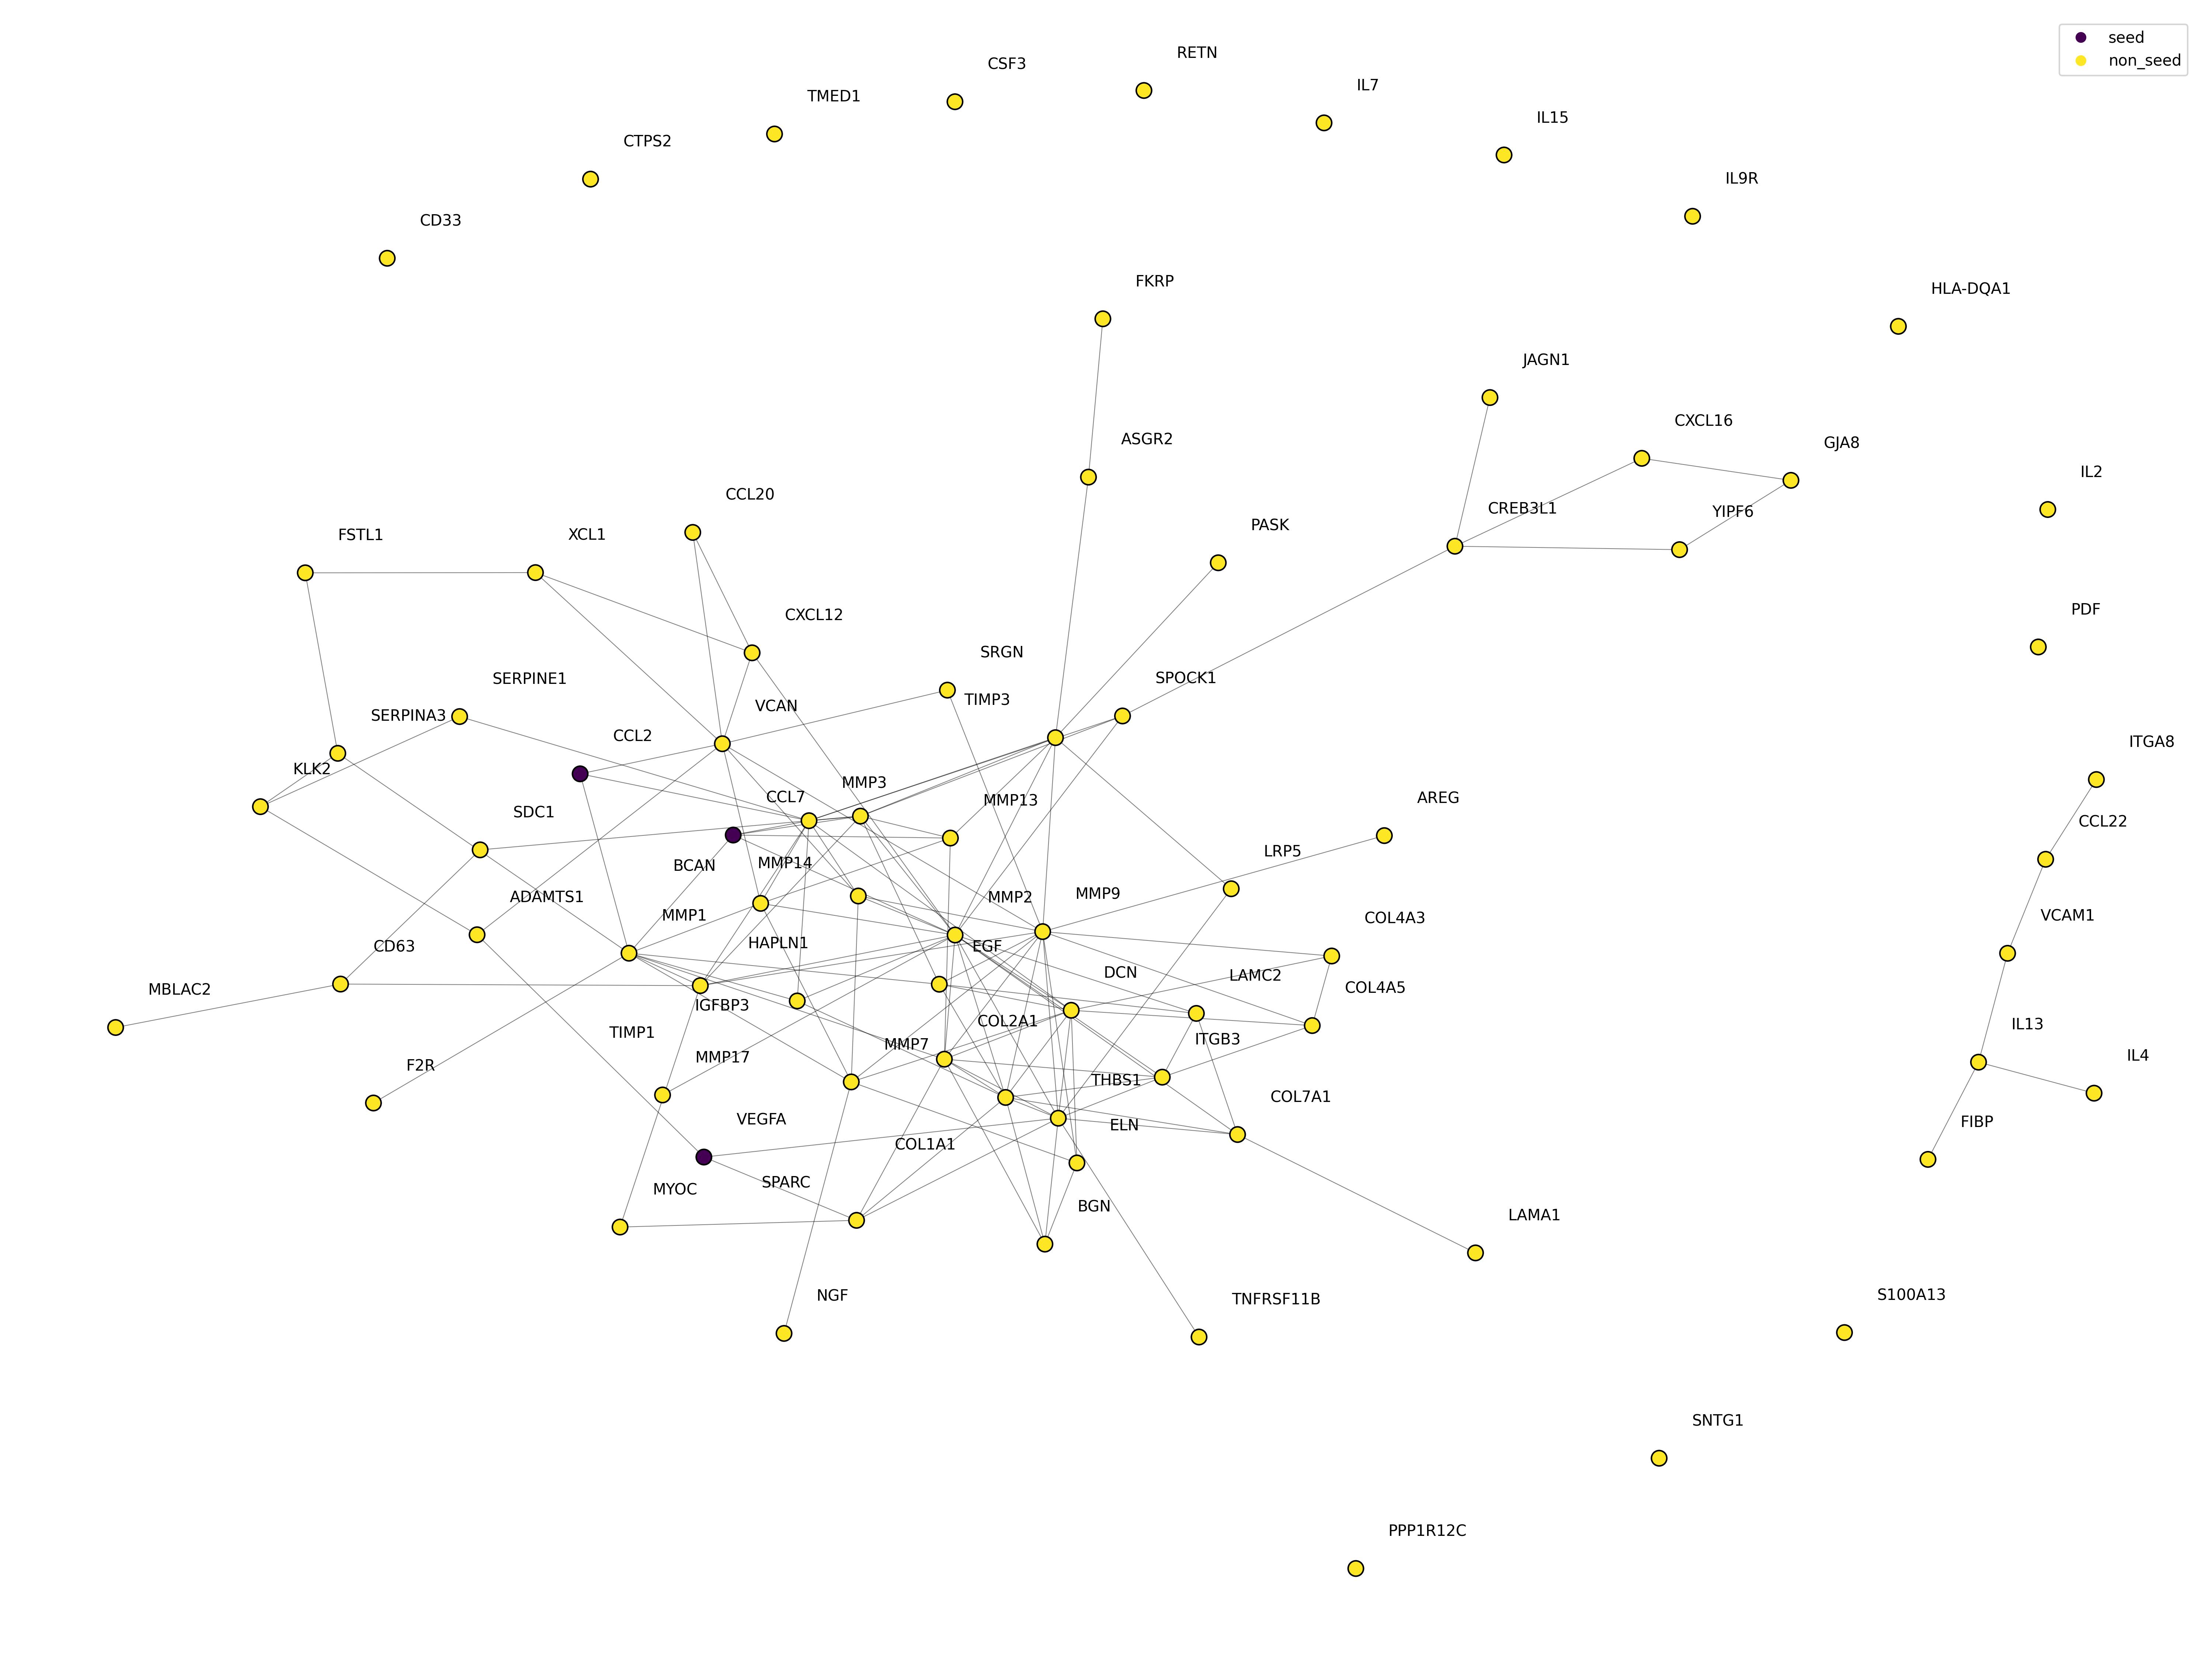 seed
non_seed
RETN
CSF3
IL7
TMED1
IL15
CTPS2
IL9R
CD33
FKRP
HLA-DQA1
JAGN1
CXCL16
ASGR2
GJA8
IL2
CCL20
CREB3L1
YIPF6
PASK
FSTL1
XCL1
PDF
CXCL12
SRGN
SERPINE1
SPOCK1
TIMP3
VCAN
SERPINA3
CCL2
ITGA8
KLK2
MMP3
CCL7
AREG
MMP13
SDC1
CCL22
LRP5
MMP14
BCAN
MMP9
ADAMTS1
MMP2
MMP1
VCAM1
COL4A3
HAPLN1
CD63
EGF
DCN
LAMC2
COL4A5
MBLAC2
IGFBP3
COL2A1
IL13
TIMP1
ITGB3
MMP7
MMP17
IL4
F2R
THBS1
COL7A1
VEGFA
FIBP
ELN
COL1A1
SPARC
MYOC
BGN
LAMA1
S100A13
NGF
TNFRSF11B
SNTG1
PPP1R12C